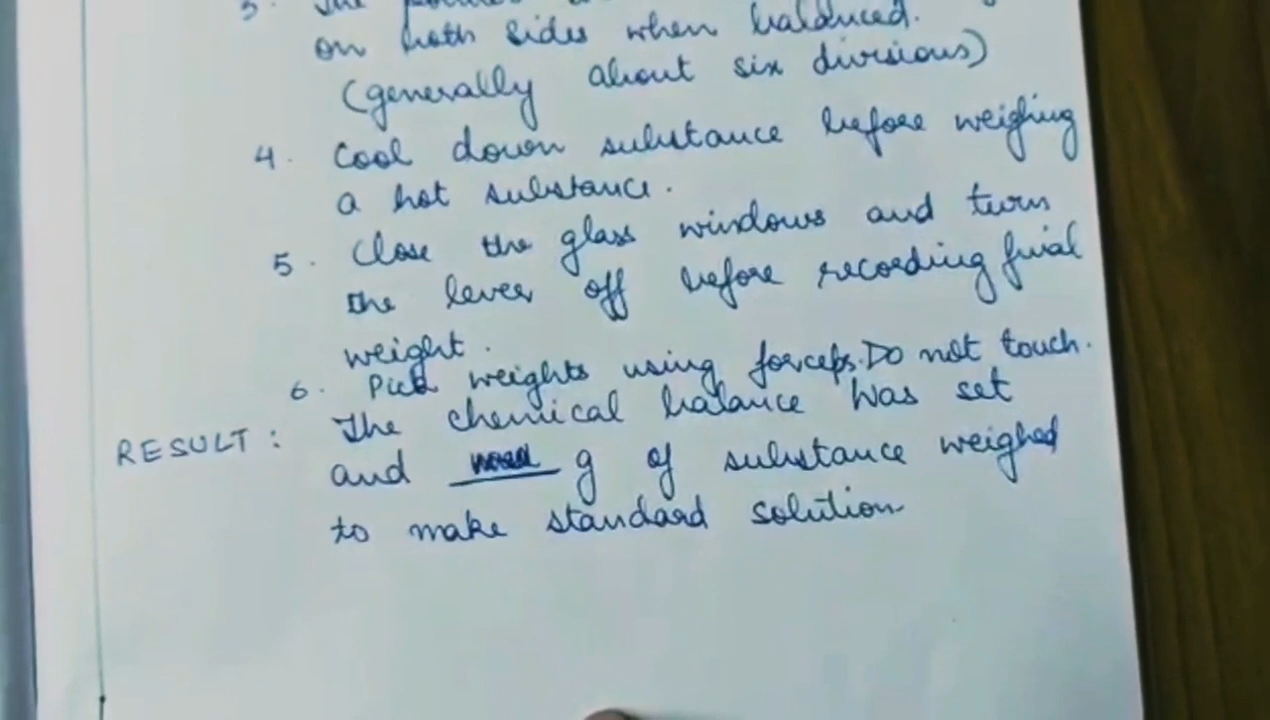 3. The
on both sides when balanced.
(generally about six divisions)
4. Cool down substance before weighing
a hot substance.
5. Close the glass windows and turn
the lever off before recording final
weight.
6. Pick weights using forceps. Do not touch.
RESULT: The chemical balance was set
and g of substance weighed
to make standard solution